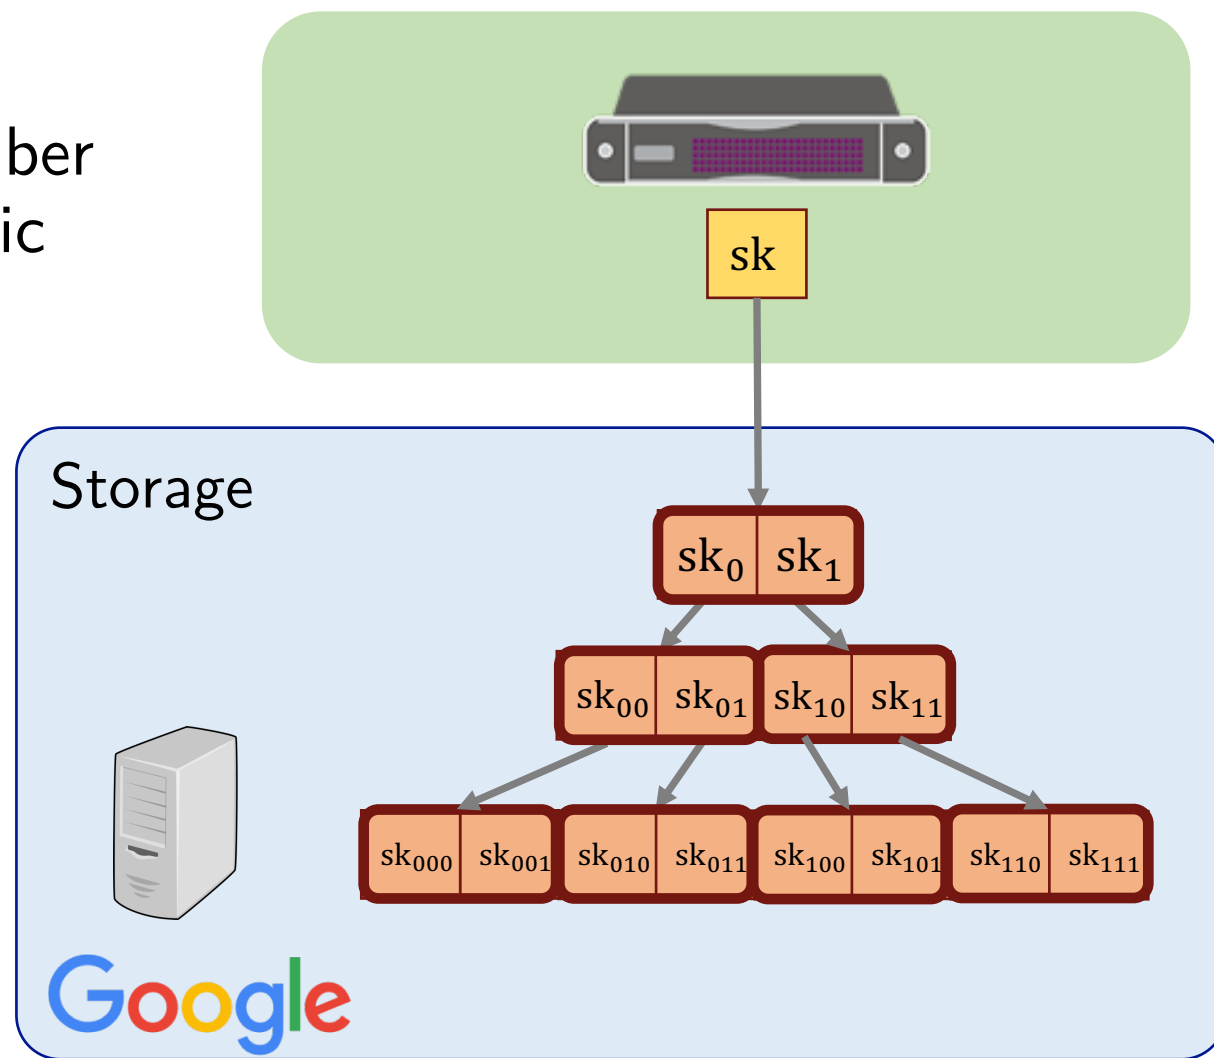 ber
ic
sk
Storage
sk₀ sk₁
sk₀₀ sk₀₁ sk₁₀ sk₁₁
sk₀₀₀ sk₀₀₁ sk₀₁₀ sk₀₁₁ sk₁₀₀ sk₁₀₁ sk₁₁₀ sk₁₁₁
Google